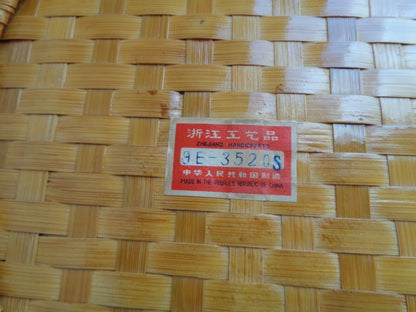 浙江工艺品
ZHEJIANG HANDICRAFTS
9E-3520S
中华人民共和国制造
MADE IN THE PEOPLE'S REPUBLIC OF CHINA